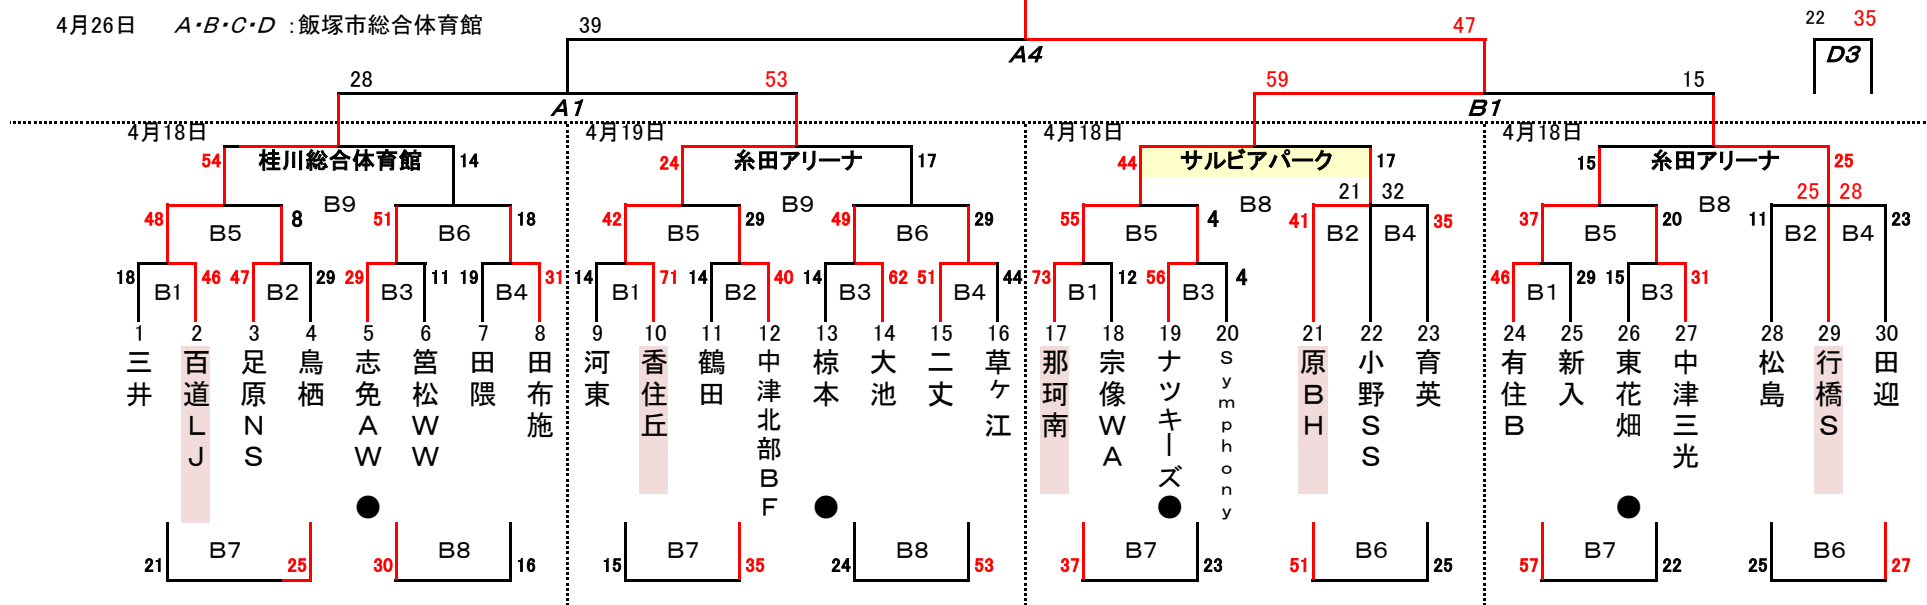 4月26日 A・B・C・D :飯塚市総合体育館
39 47 22 35
A4 D3
28 53 59 15
A1 B1
4月18日 4月19日 4月18日 4月18日
54 桂川総合体育館 14 24 糸田アリーナ 17 44 サルビアパーク 17 15 糸田アリーナ 25
B9 B9 B8 21 32 B8 25 28
48 8 51 18 42 29 49 29 55 4 41 35 37 20 11 23
B5 B6 B5 B6 B5 B2 B4 B5 B2 B4
18 46 47 29 29 11 19 31 14 71 14 40 14 62 51 44 73 12 56 4 46 29 15 31
B1 B2 B3 B4 B1 B2 B3 B4 B1 B3 B1 B3
1 2 3 4 5 6 7 8 9 10 11 12 13 14 15 16 17 18 19 20 21 22 23 24 25 26 27 28 29 30
三井
百道LJ
足原NS
鳥栖
志免AW
筥松WW
田隈
田布施
河東
香住丘
鶴田
中津北部BF
椋本
大池
二丈
草ケ江
那珂南
宗像WA
ナツキーズ
symphony
原BH
小野SS
育英
有住B
新入
東花畑
中津三光
松島
行橋S
田迎
● ● ● ●
21 B7 25 30 B8 16 15 B7 35 24 B8 53 37 B7 23 51 B6 25 57 B7 22 25 B6 27